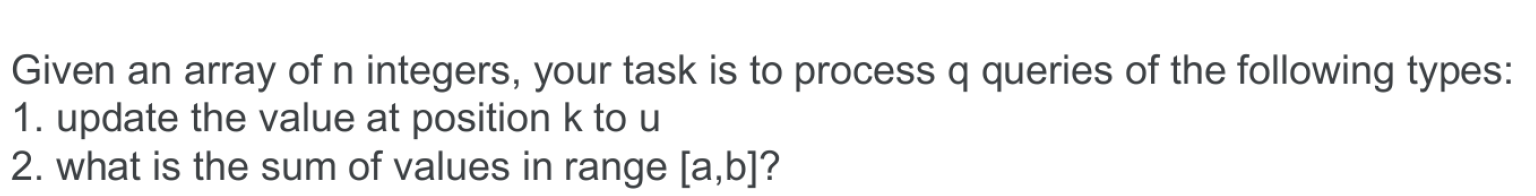 Given an array of n integers, your task is to process q queries of the following types:
1. update the value at position k to u
2. what is the sum of values in range [a,b]?